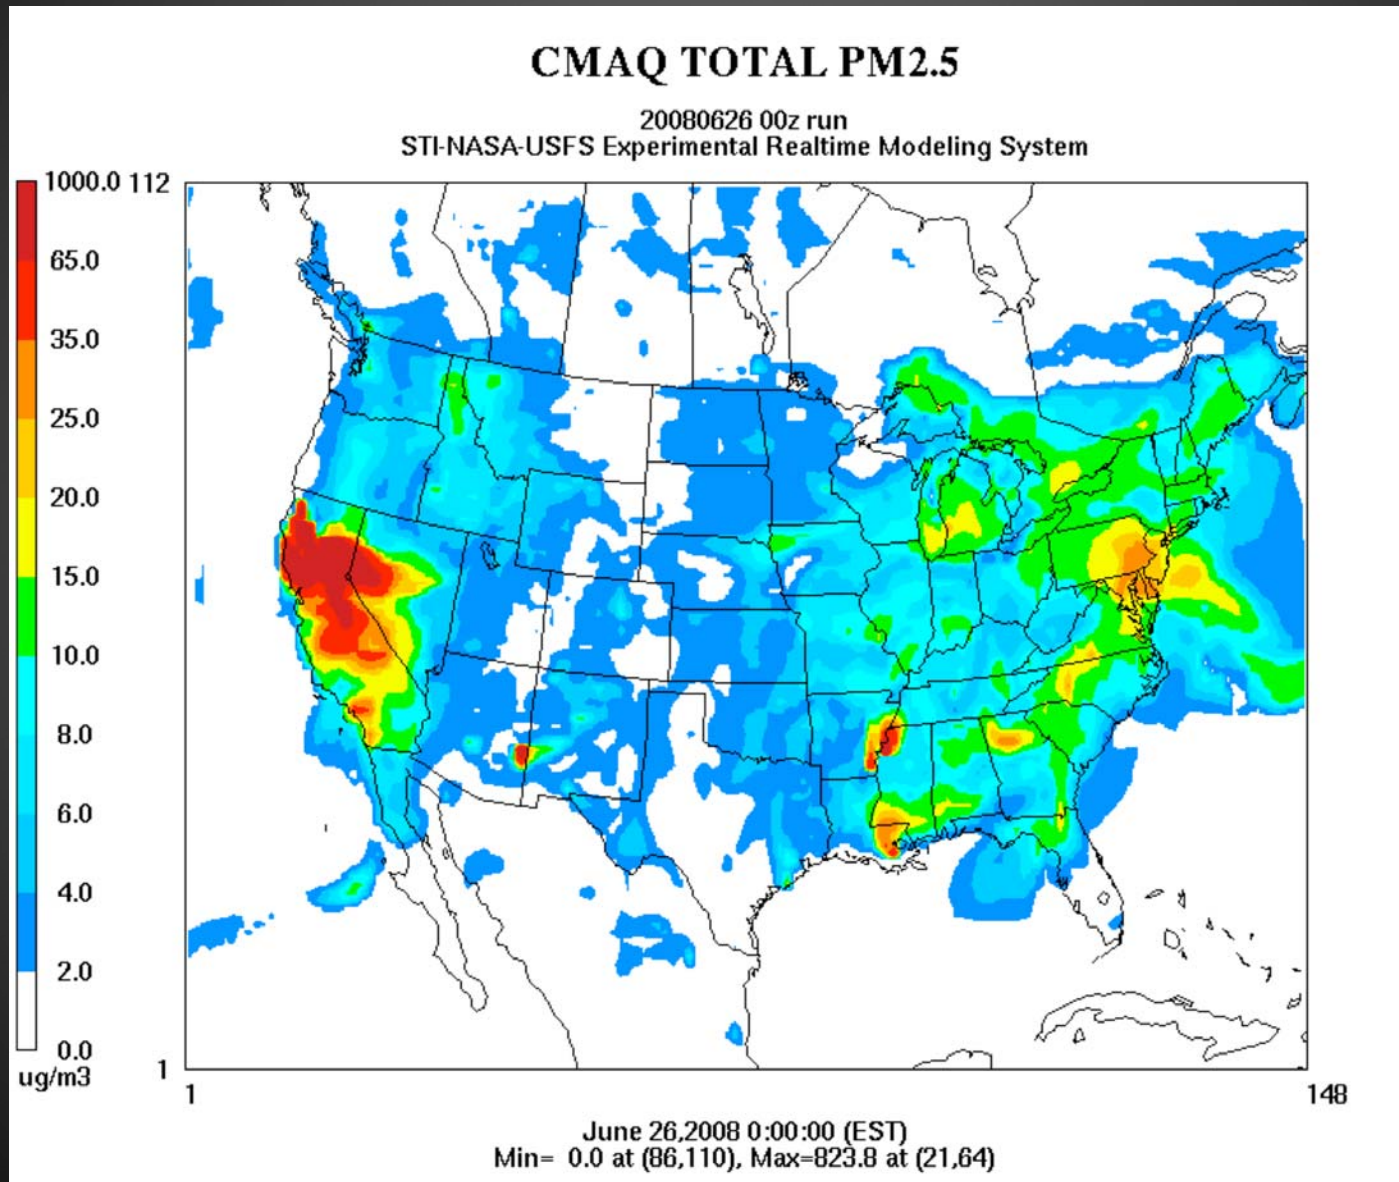 CMAQ TOTAL PM2.5
20080626 00z run
STI-NASA-USFS Experimental Realtime Modeling System
1000.0
65.0
35.0
25.0
20.0
15.0
10.0
8.0
6.0
4.0
2.0
0.0
ug/m3
112
1
1
148
June 26,2008 0:00:00 (EST)
Min= 0.0 at (86,110), Max=823.8 at (21,64)